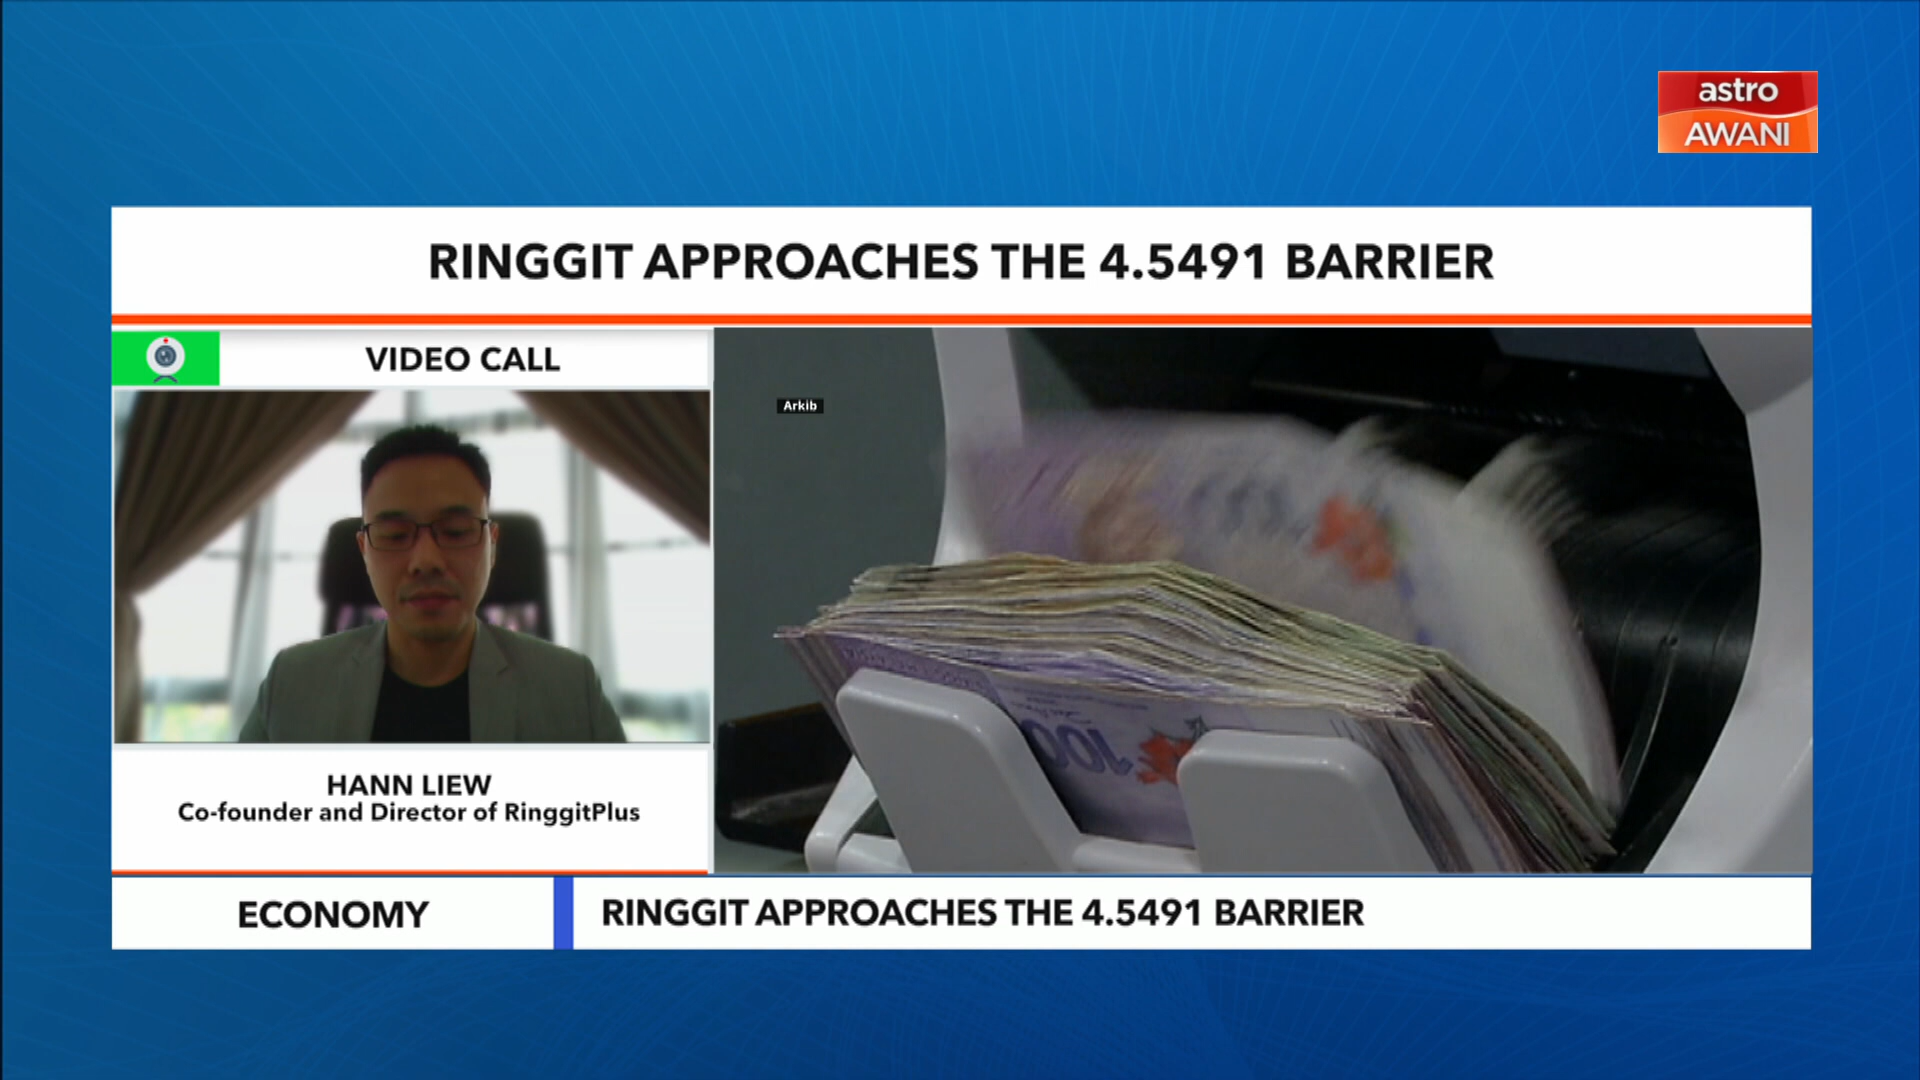 astro
AWANI
RINGGIT APPROACHES THE 4.5491 BARRIER
VIDEO CALL
Arkib
100
HANN LIEW
Co-founder and Director of RinggitPlus
ECONOMY
RINGGIT APPROACHES THE 4.5491 BARRIER